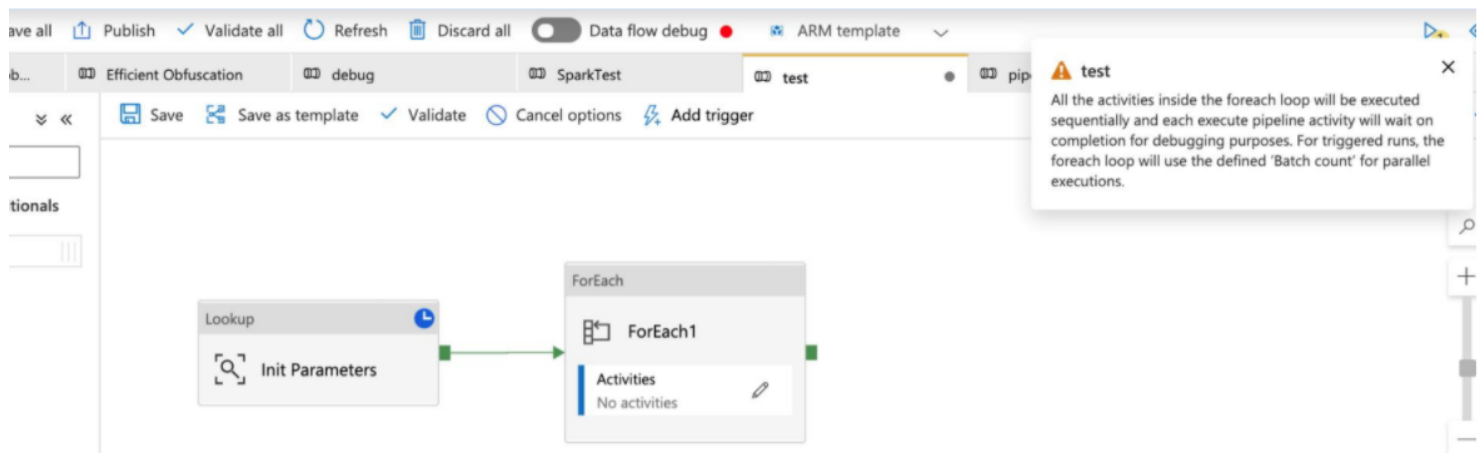 ave all Publish Validate all Refresh Discard all Data flow debug ARM template
b... Efficient Obfuscation debug SparkTest test pip
Save Save as template Validate Cancel options Add trigger
test
All the activities inside the foreach loop will be executed
sequentially and each execute pipeline activity will wait on
completion for debugging purposes. For triggered runs, the
foreach loop will use the defined 'Batch count' for parallel
executions.
tionals
Lookup
Init Parameters
ForEach
ForEach1
Activities
No activities